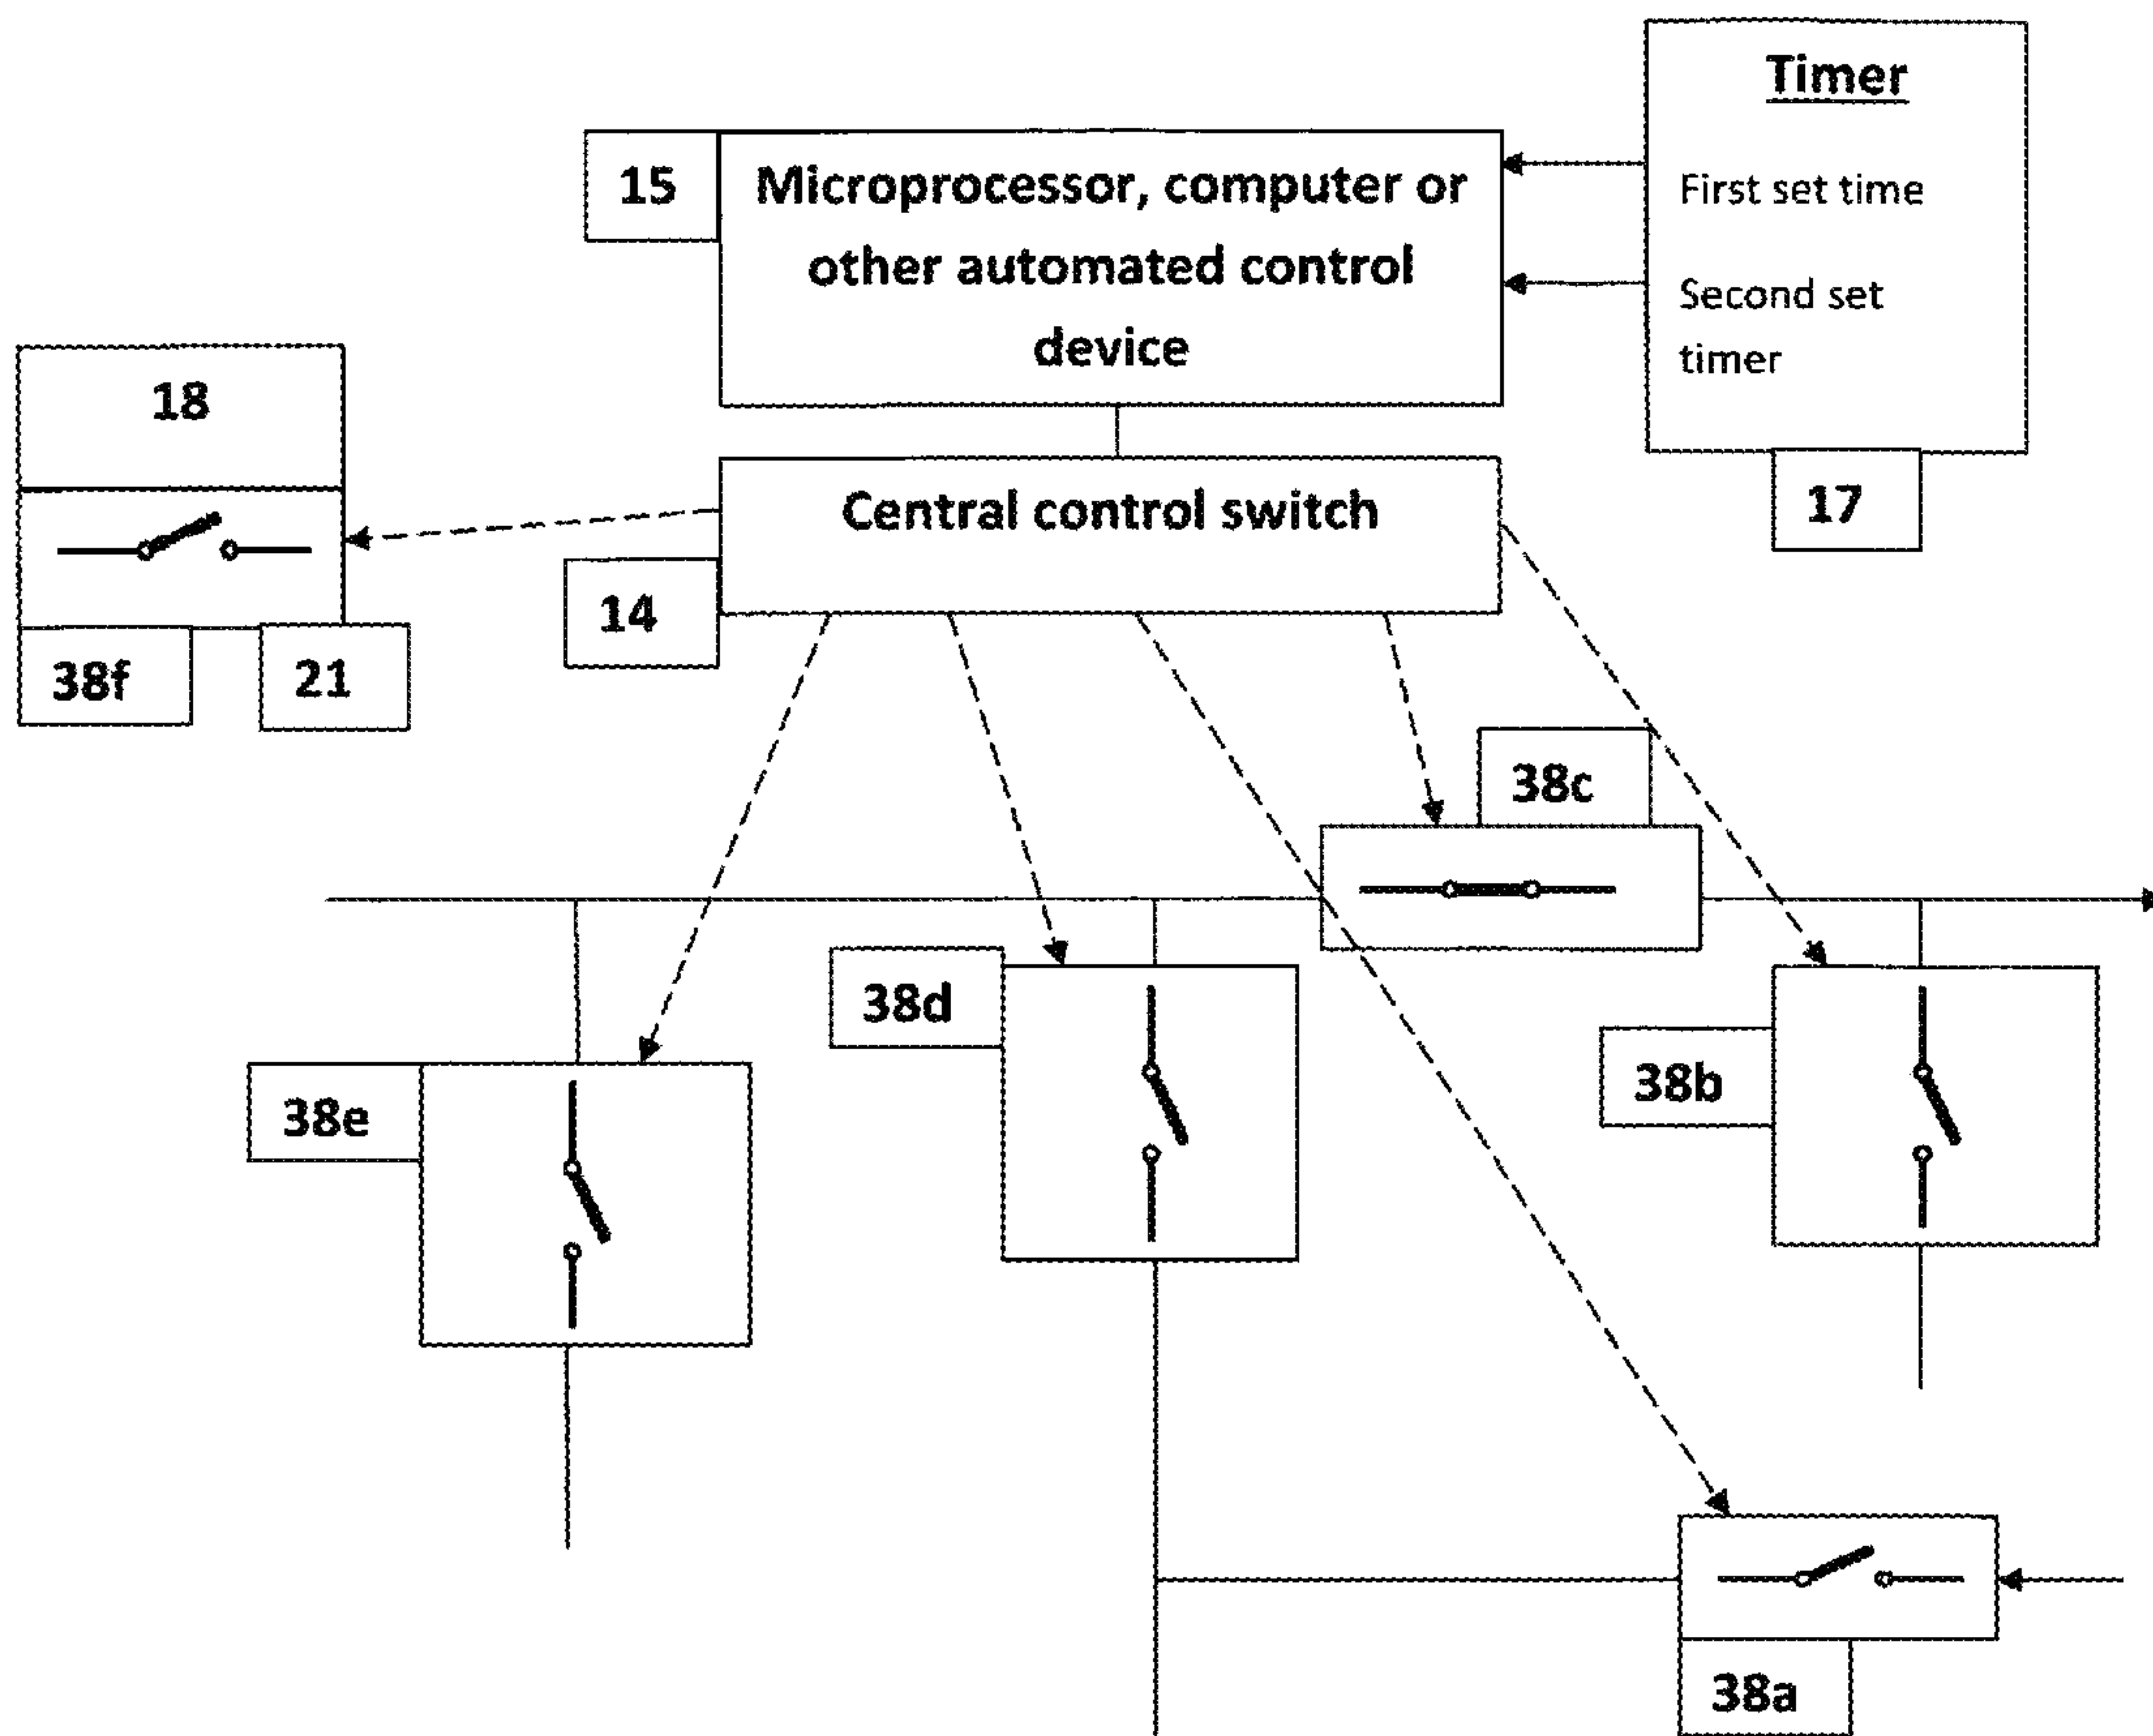 Timer
First set time
Second set
timer
17
15
Microprocessor, computer or
other automated control
device
18
Central control switch
14
38f
21
38c
38d
38b
38e
38a